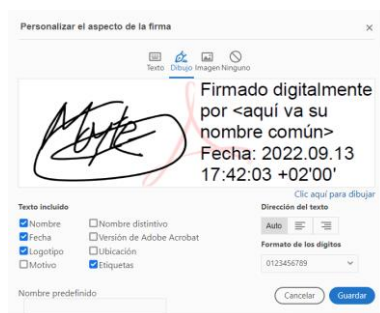 Personalizar el aspecto de la firma
Texto Dibujo Imagen Ninguno
Firmado digitalmente
por <aquí va su
nombre común>
Fecha: 2022.09.13
17:42:03 +02'00'
Clic aquí para dibujar
Texto incluido
Dirección del texto
Nombre
Nombre distintivo
Auto
Fecha
Versión de Adobe Acrobat
Logotipo
Ubicación
Formato de los dígitos
Motivo
Etiquetas
0123456789
Nombre predefinido
Cancelar
Guardar